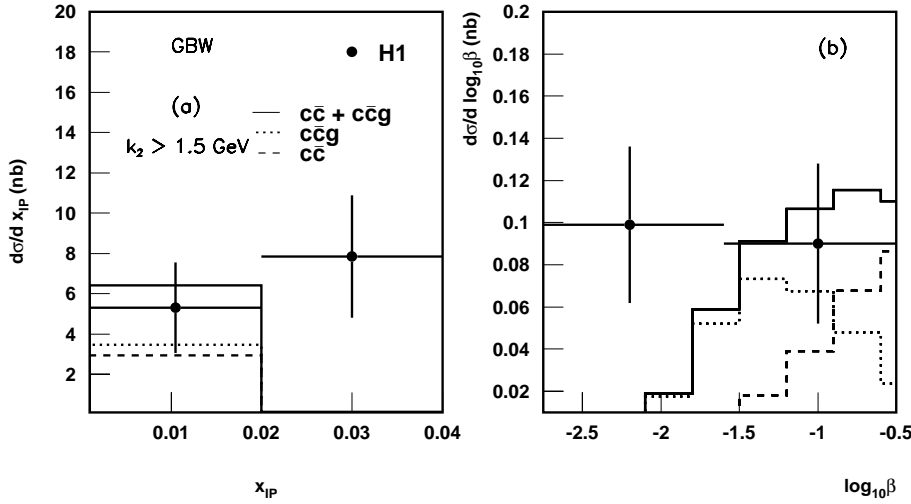 dσ/d x_IP (nb)
20
18
16
14
12
10
8
6
4
2
GBW
H1
(a)
k₂ > 1.5 GeV
cc̄ + cc̄g
cc̄g
cc̄
0.01 0.02 0.03 0.04
x_IP
dσ/d log₁₀β (nb)
0.2
0.18
0.16
0.14
0.12
0.1
0.08
0.06
0.04
0.02
(b)
-2.5 -2 -1.5 -1 -0.5
log₁₀β